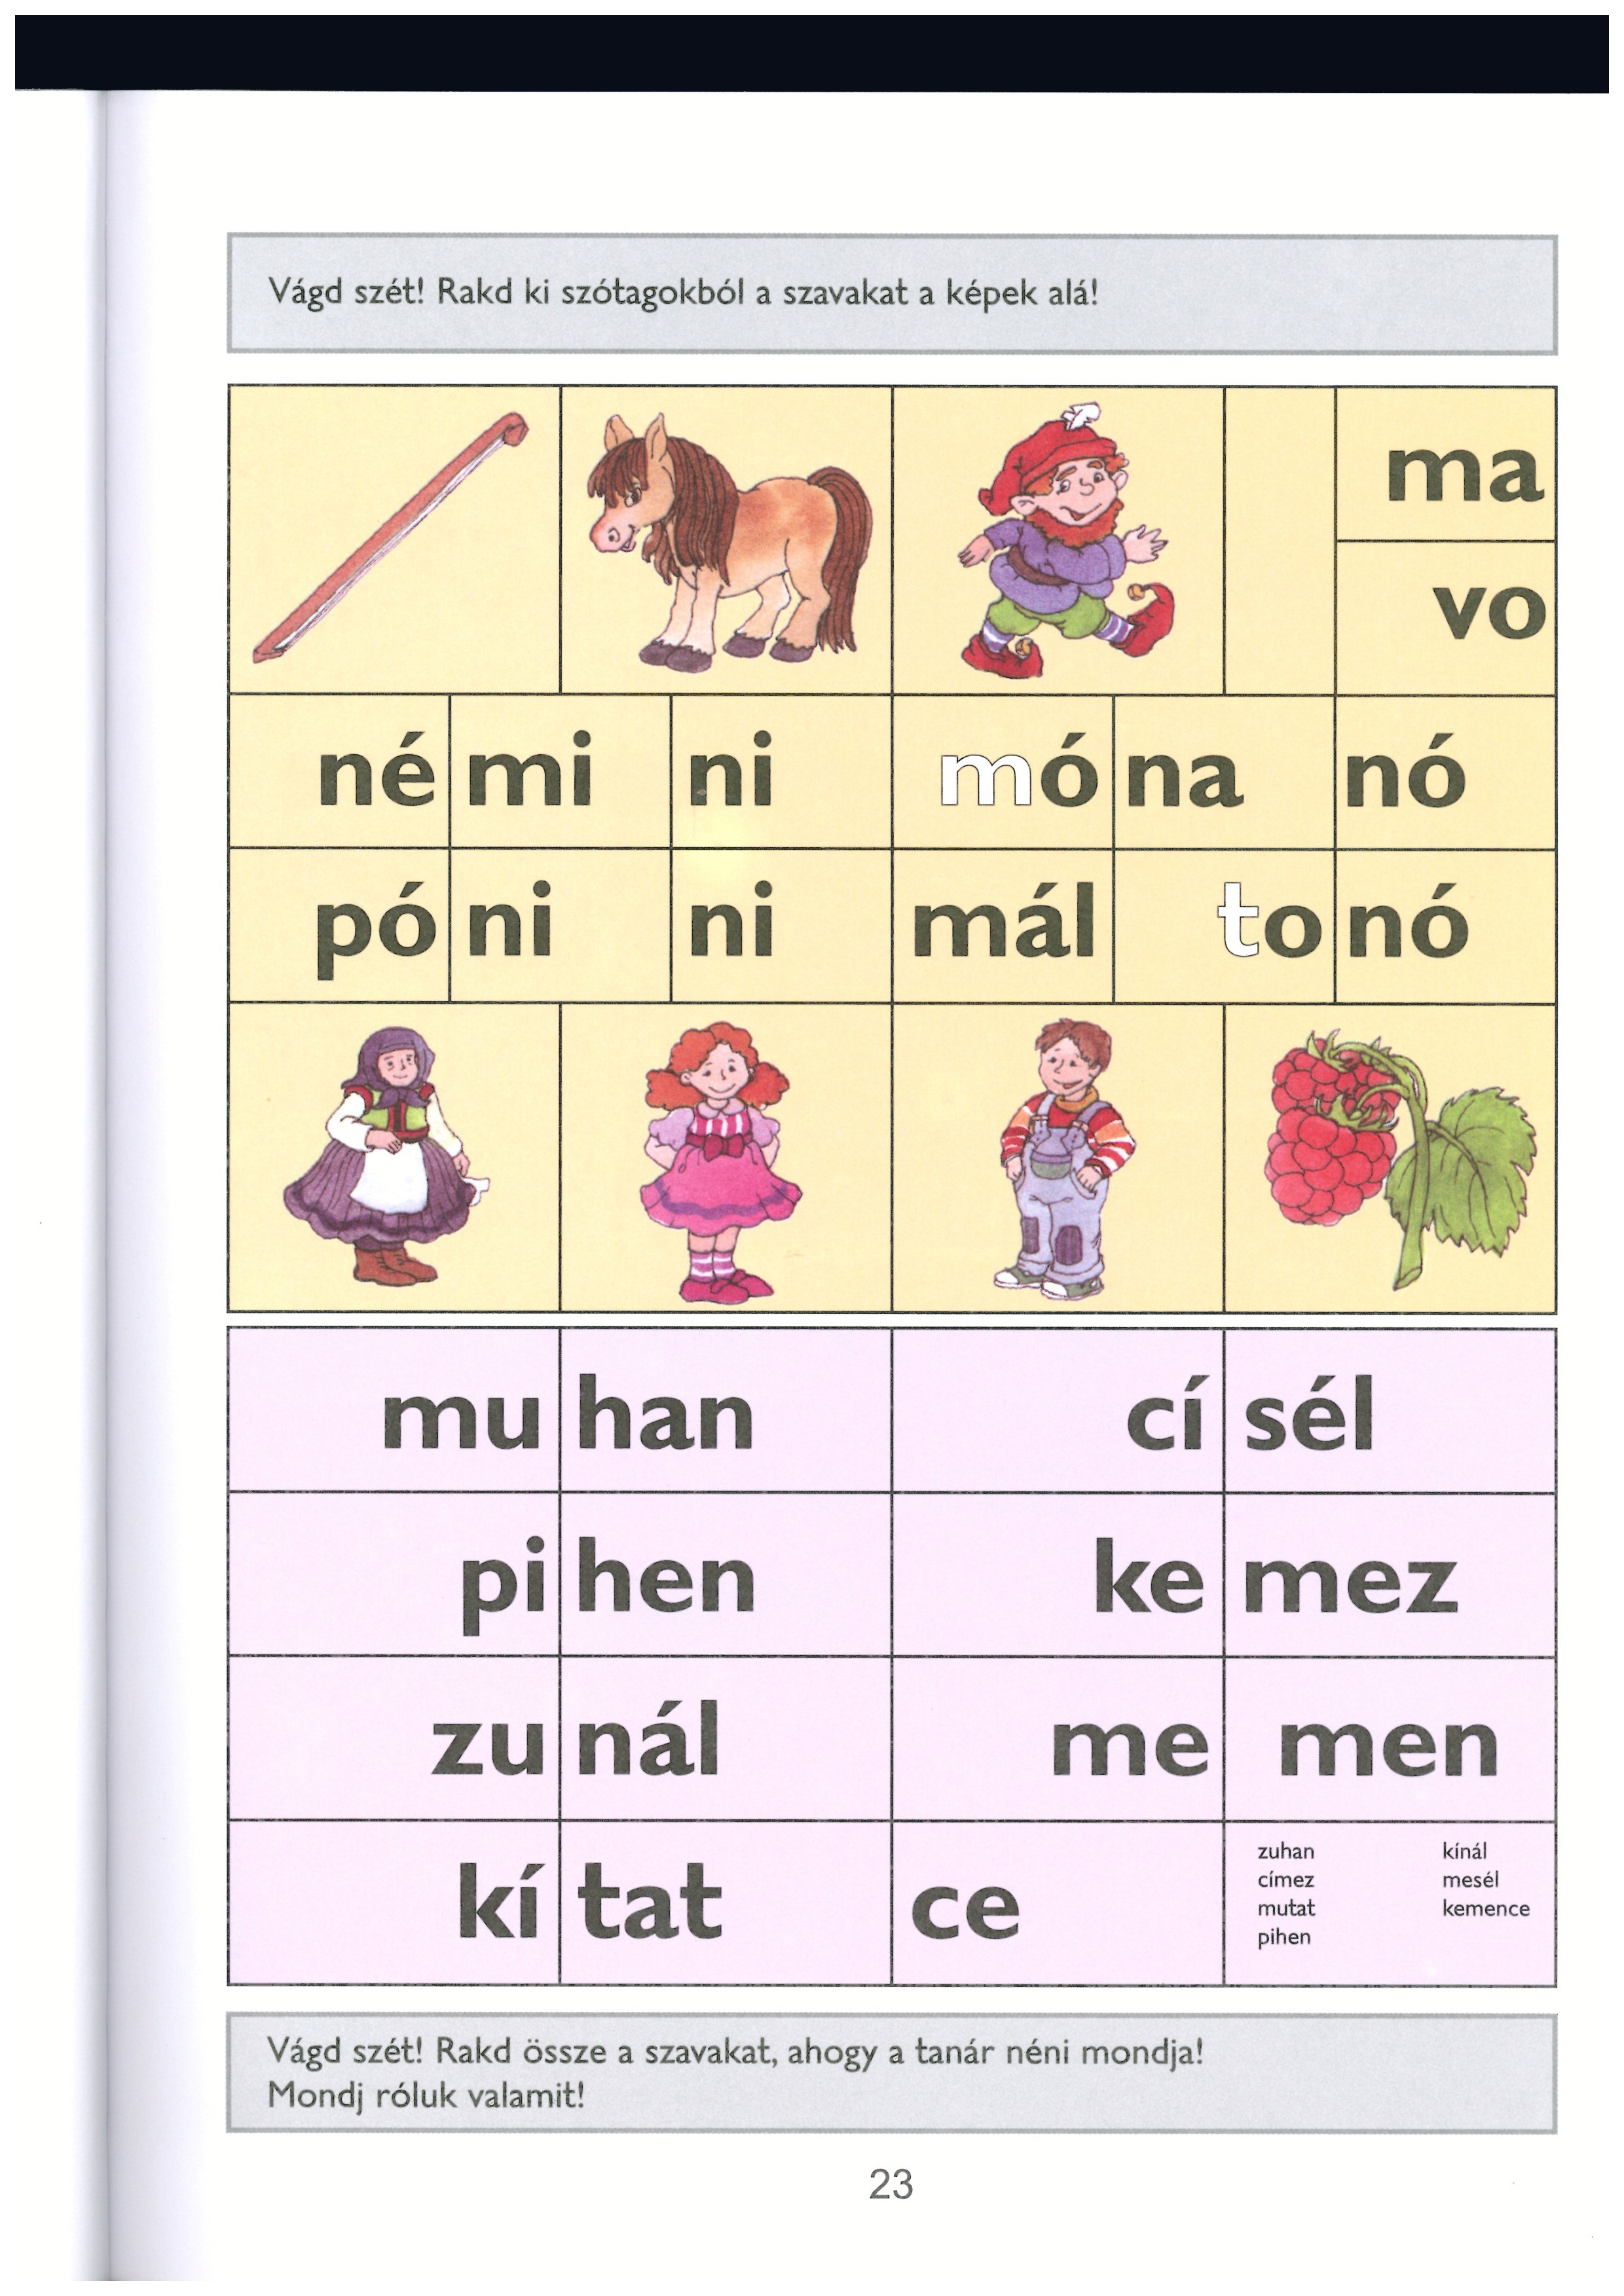 Vágd szét! Rakd ki szótagokból a szavakat a képek alá!
ma
vo
né mi ni mó na nó
pó ni ni mál to nó
mu han cí sél
pi hen ke mez
zu nál me men
kí tat ce
zuhan kínál
címez mesél
mutat kemence
pihen
Vágd szét! Rakd össze a szavakat, ahogy a tanár néni mondja!
Mondj róluk valamit!
23